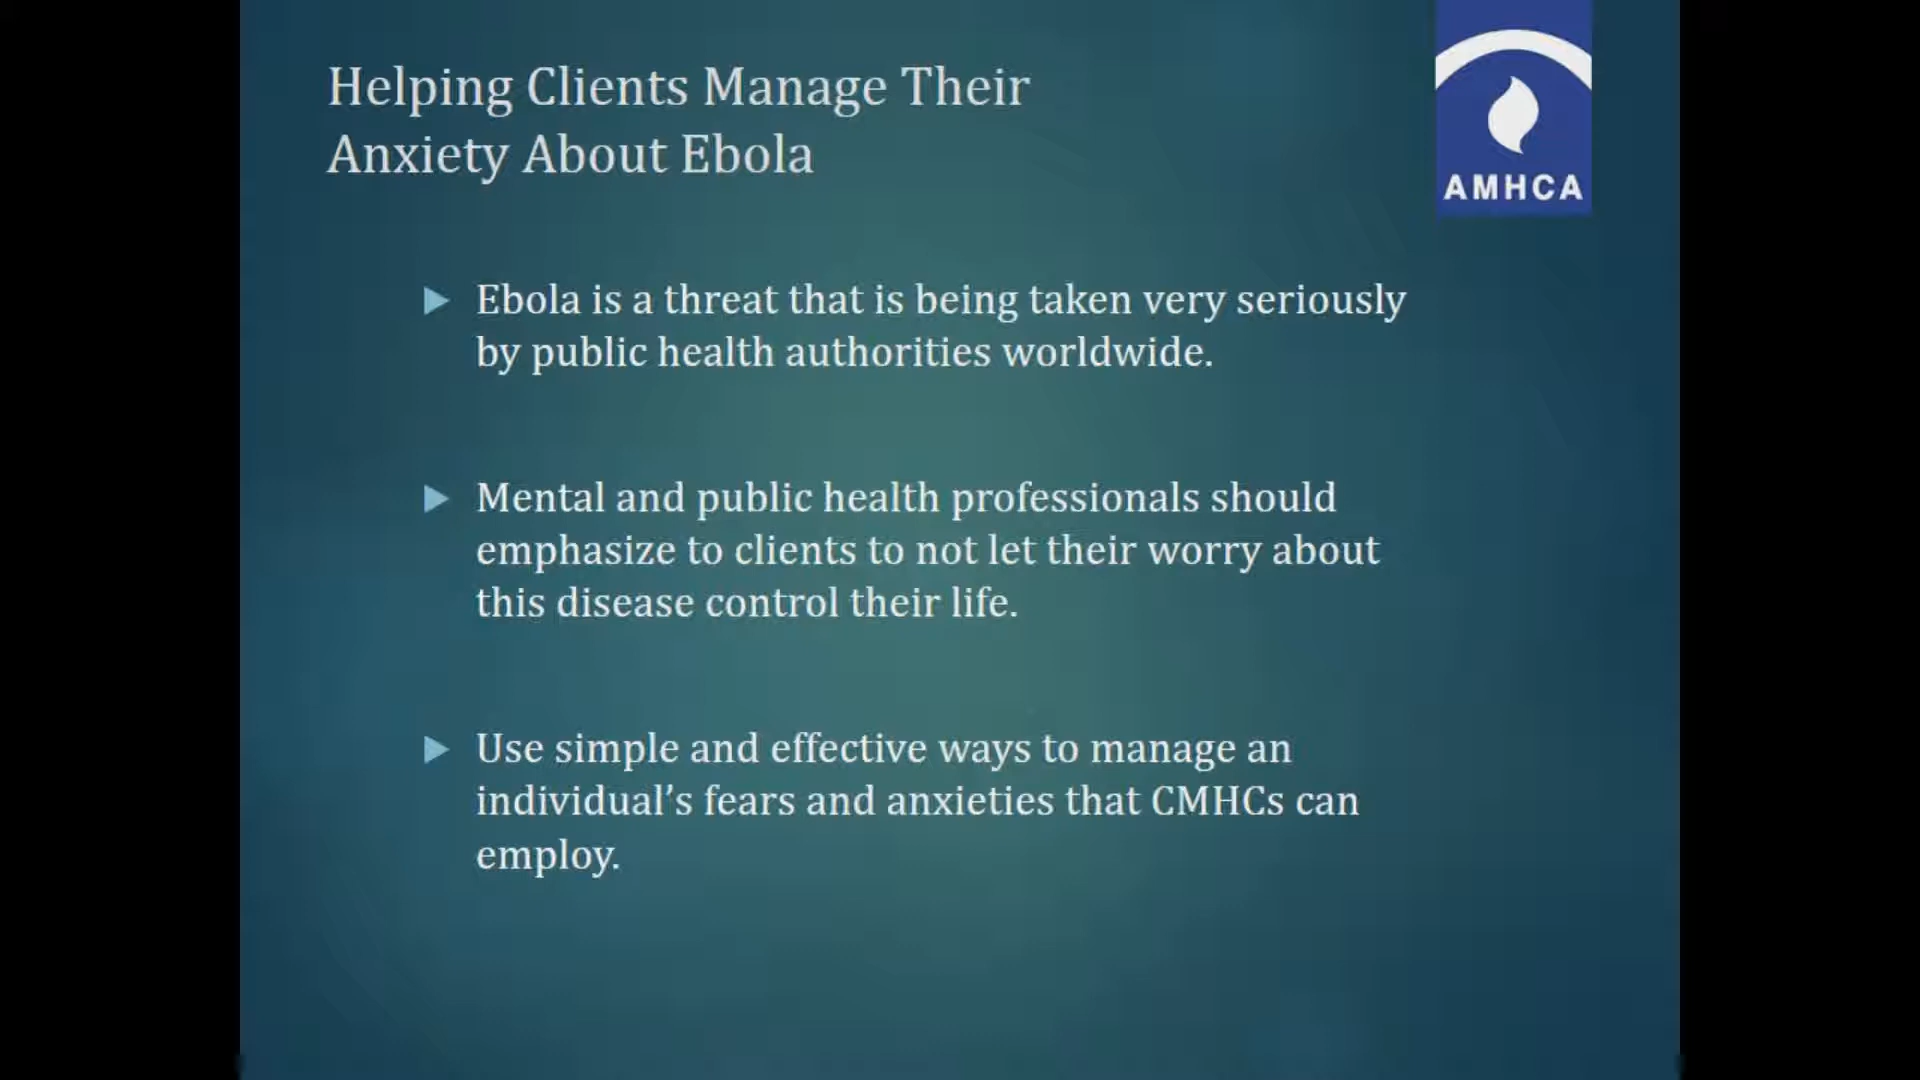 Helping Clients Manage Their
Anxiety About Ebola
AMHCA
Ebola is a threat that is being taken very seriously
by public health authorities worldwide.
Mental and public health professionals should
emphasize to clients to not let their worry about
this disease control their life.
Use simple and effective ways to manage an
individual’s fears and anxieties that CMHCs can
employ.